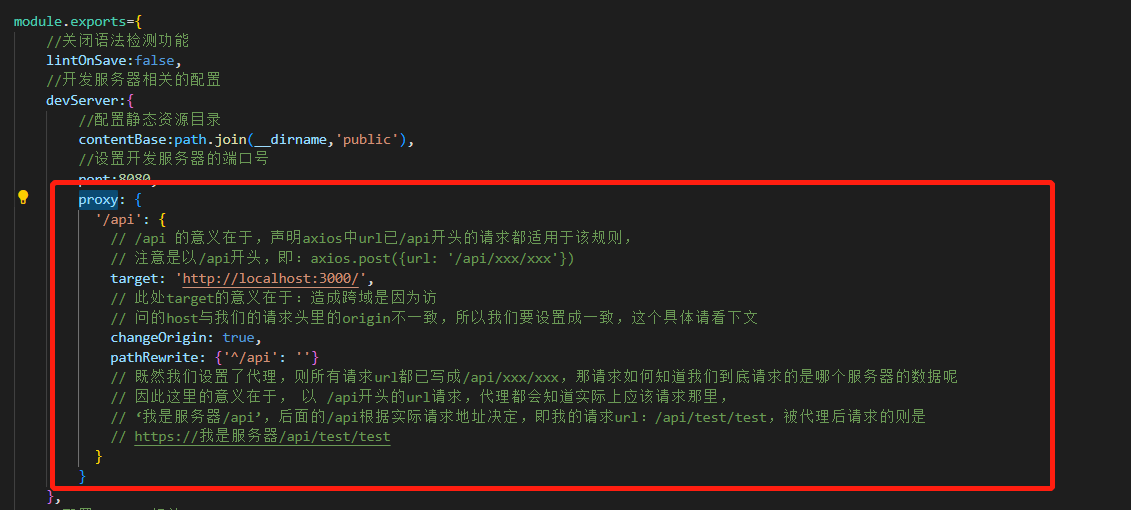 module.exports={
//关闭语法检测功能
lintOnSave:false,
//开发服务器相关的配置
devServer:{
//配置静态资源目录
contentBase:path.join(__dirname,'public'),
//设置开发服务器的端口号
port:8080,
proxy: {
'/api': {
// /api 的意义在于，声明axios中url已/api开头的请求都适用于该规则，
// 注意是以/api开头，即：axios.post({url: '/api/xxx/xxx'})
target: 'http://localhost:3000/',
// 此处target的意义在于：造成跨域是因为访
// 问的host与我们的请求头里的origin不一致，所以我们要设置成一致，这个具体请看下文
changeOrigin: true,
pathRewrite: {'^/api': ''}
// 既然我们设置了代理，则所有请求url都已写成/api/xxx/xxx，那请求如何知道我们到底请求的是哪个服务器的数据呢
// 因此这里的意义在于， 以 /api开头的url请求，代理都会知道实际上应该请求那里，
// ‘我是服务器/api’，后面的/api根据实际请求地址决定，即我的请求url：/api/test/test，被代理后请求的则是
// https://我是服务器/api/test/test
}
}
},